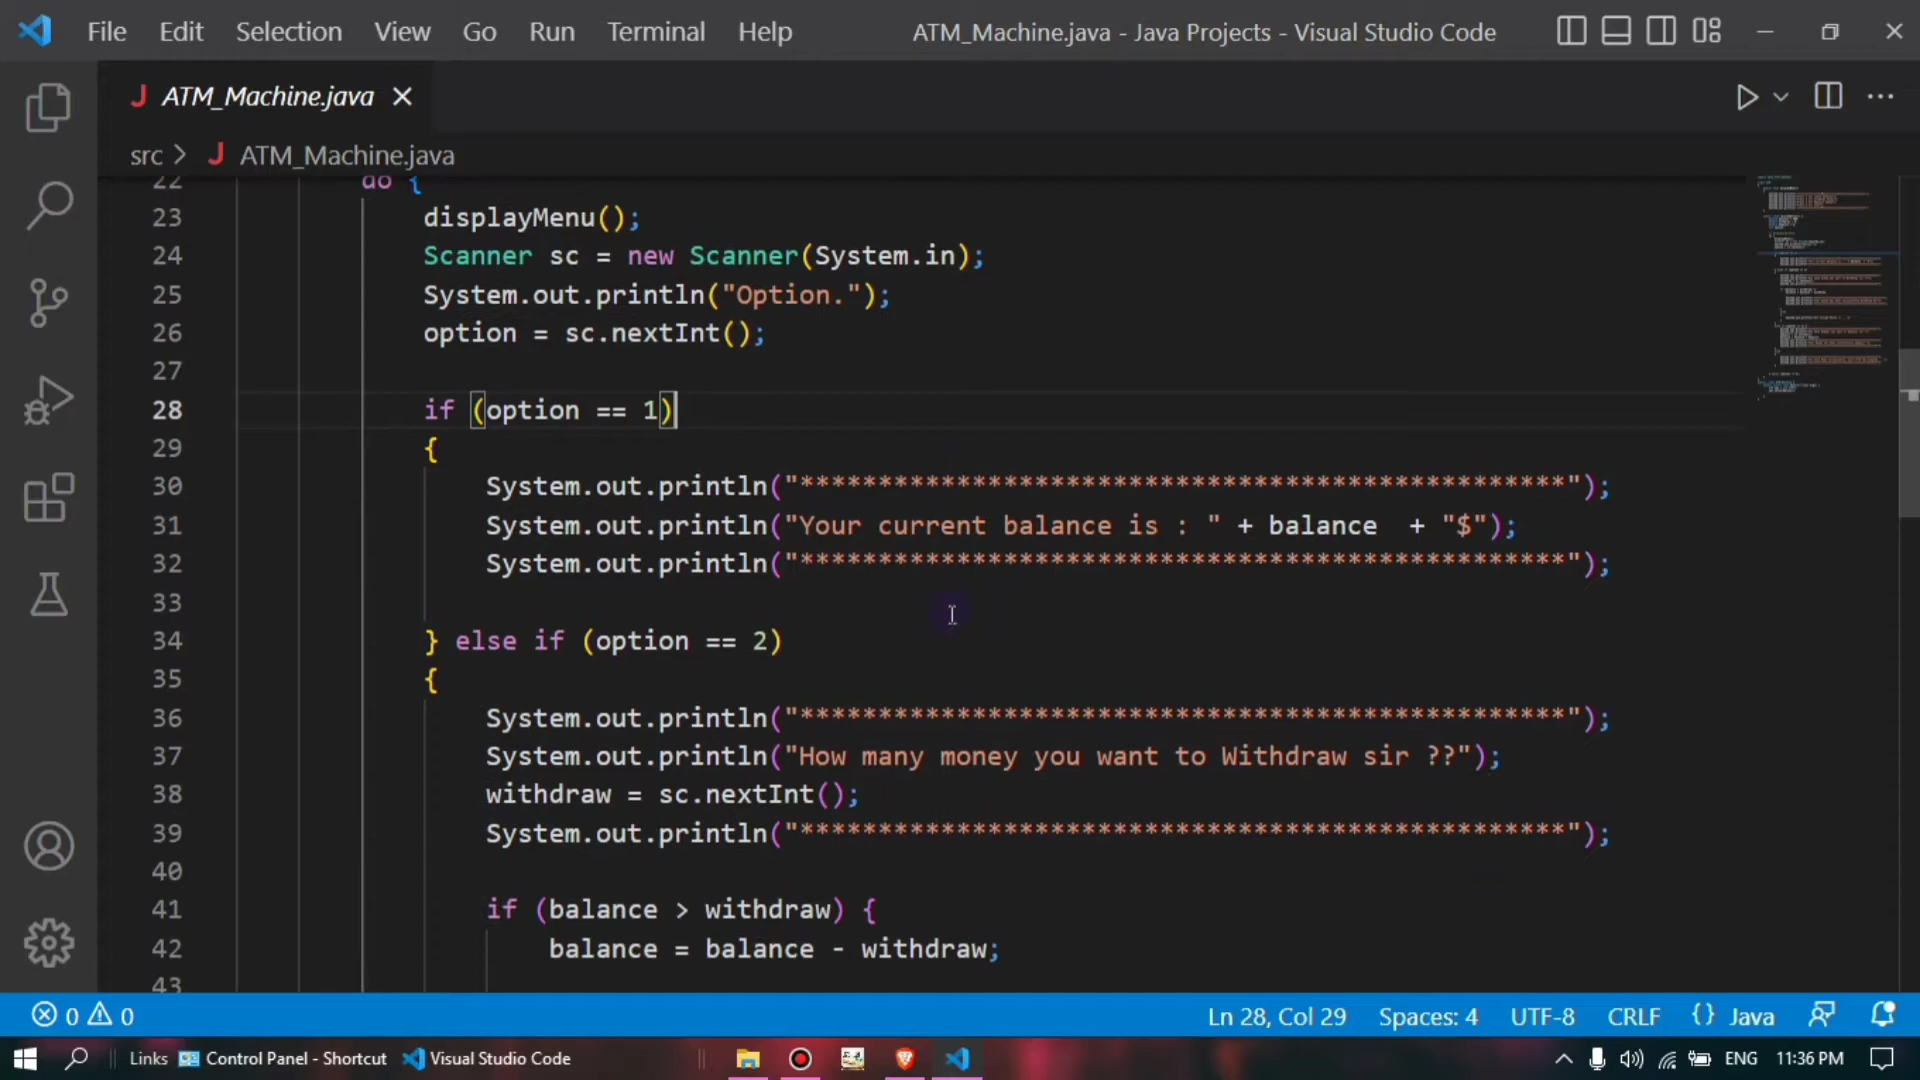 File Edit Selection View Go Run Terminal Help ATM_Machine.java - Java Projects - Visual Studio Code
J ATM_Machine.java
src > J ATM_Machine.java
22 do {
23 displayMenu();
24 Scanner sc = new Scanner(System.in);
25 System.out.println("Option.");
26 option = sc.nextInt();
27
28 if (option == 1)
29 {
30 System.out.println("*************************************************");
31 System.out.println("Your current balance is : " + balance  + "$");
32 System.out.println("*************************************************");
33
34 } else if (option == 2)
35 {
36 System.out.println("*************************************************");
37 System.out.println("How many money you want to Withdraw sir ??");
38 withdraw = sc.nextInt();
39 System.out.println("*************************************************");
40
41 if (balance > withdraw) {
42 balance = balance - withdraw;
43
0 0 Ln 28, Col 29 Spaces: 4 UTF-8 CRLF {} Java
Links Control Panel - Shortcut Visual Studio Code ENG 11:36 PM